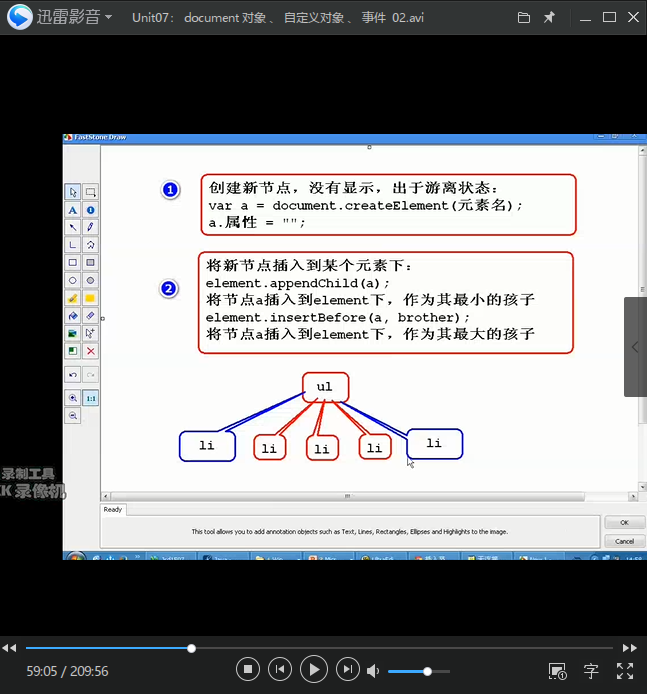 迅雷影音
Unit07: document 对象 、 自定义对象 、 事件 02.avi
FastStone Draw
1
创建新节点，没有显示，出于游离状态：
var a = document.createElement(元素名);
a.属性 = "";
2
将新节点插入到某个元素下：
element.appendChild(a);
将节点a插入到element下，作为其最小的孩子
element.insertBefore(a, brother);
将节点a插入到element下，作为其最大的孩子
A
1:1
ul
li
li
li
li
li
录制工具
K 录像机
Ready
This tool allows you to add annotation objects such as Text, Lines, Rectangles, Ellipses and Highlights to the image.
OK
Cancel
59:05 / 209:56
字